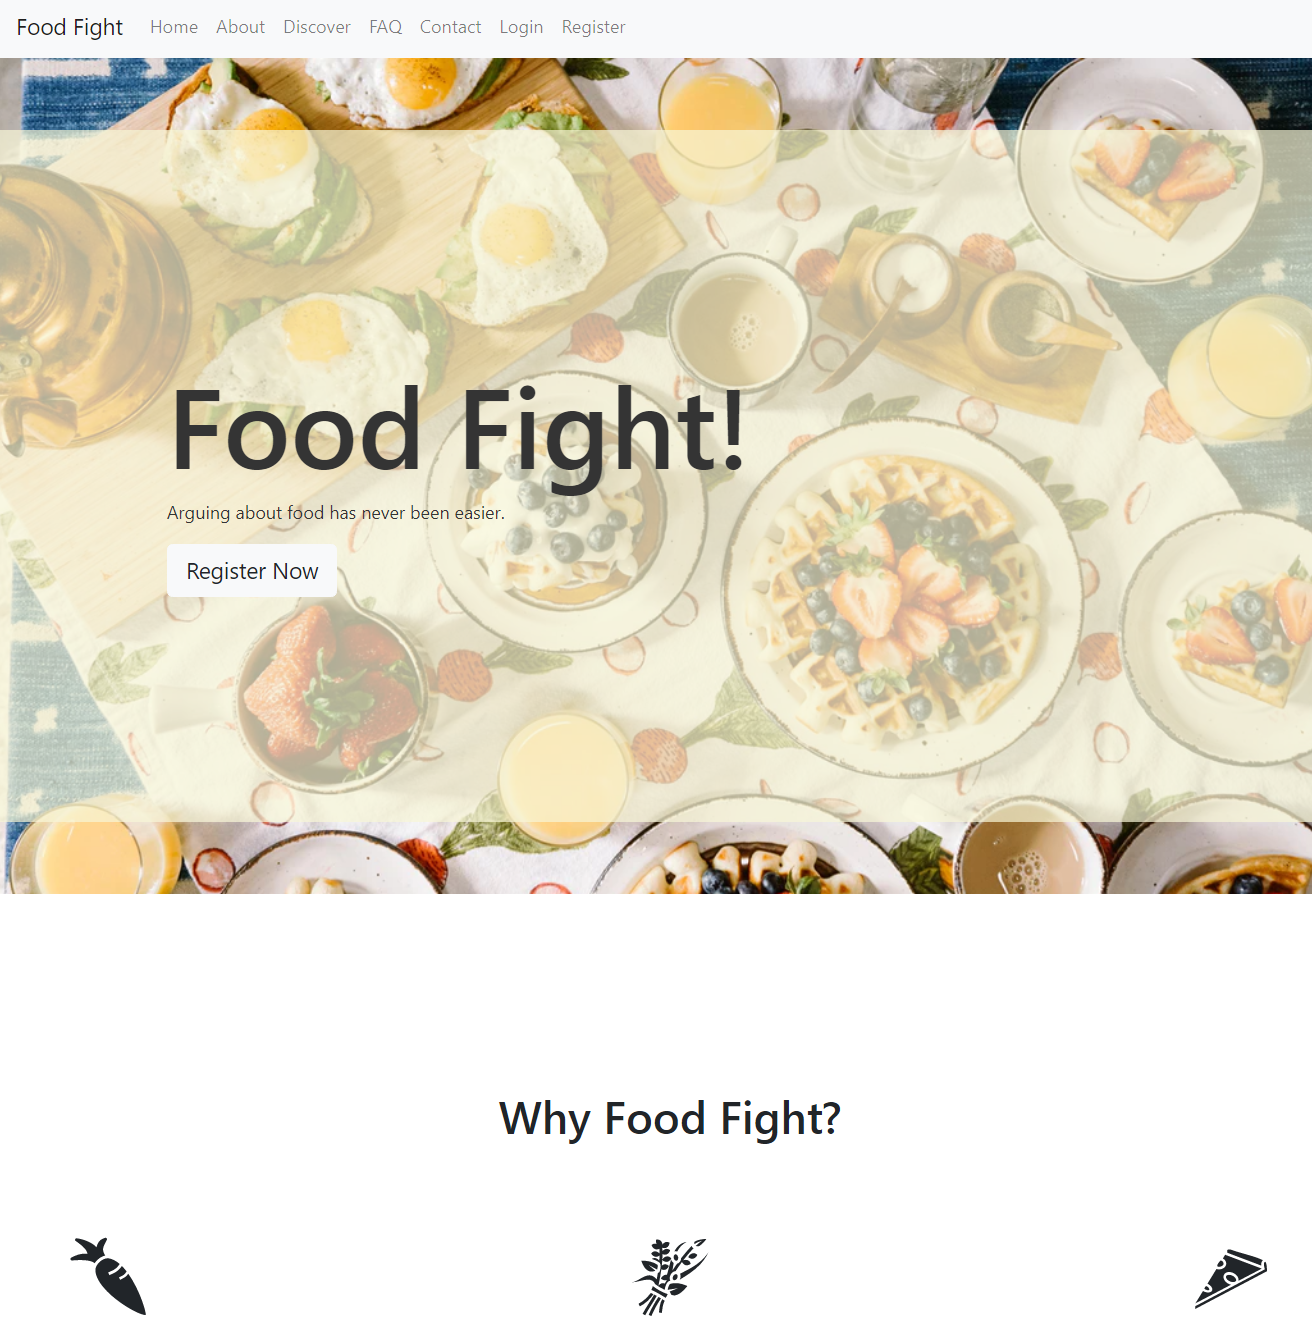 Food Fight Home About Discover FAQ Contact Login Register
Food Fight!
Arguing about food has never been easier.
Register Now
Why Food Fight?